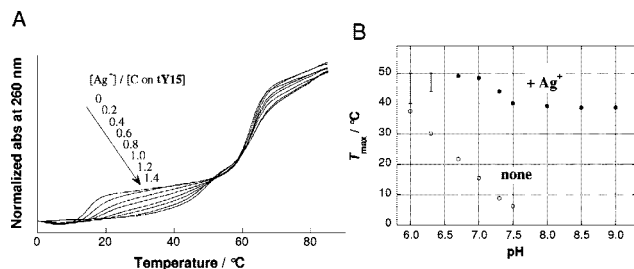 A
Normalized abs at 260 nm
[Ag⁺] / [C on tY15]
0
0.2
0.4
0.6
0.8
1.0
1.2
1.4
0 20 40 60 80
Temperature / °C
B
Tmax / °C
60
50
40
30
20
10
0
+ Ag⁺
none
6.0 6.5 7.0 7.5 8.0 8.5 9.0
pH